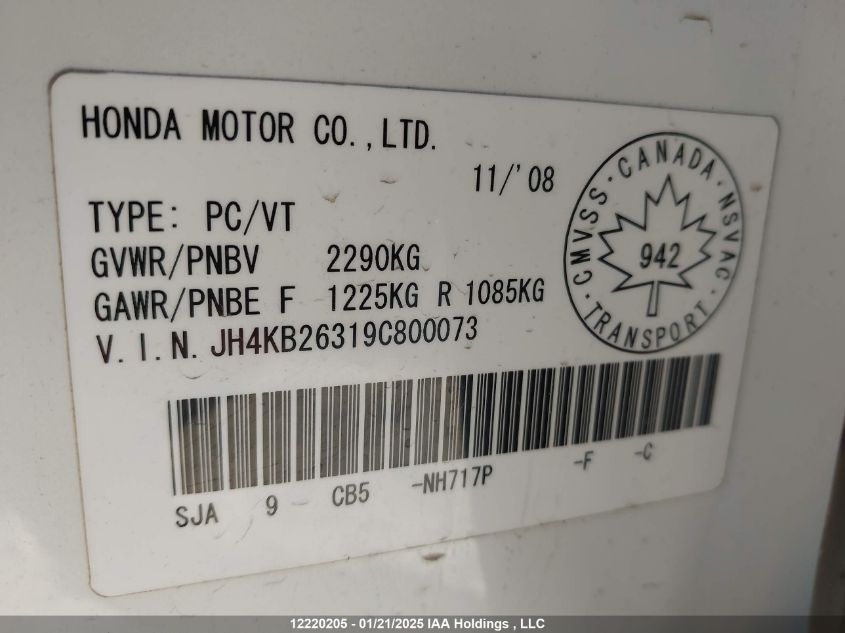 HONDA MOTOR CO.,LTD.
11/'08
TYPE: PC/VT
GVWR/PNBV 2290KG
GAWR/PNBE F 1225KG R 1085KG
V.I.N. JH4KB26319C800073
CMVSS · CANADA · NSVAC · TRANSPORT ·
942
SJA 9 CB5 -NH717P -F -C
12220205 - 01/21/2025 IAA Holdings , LLC